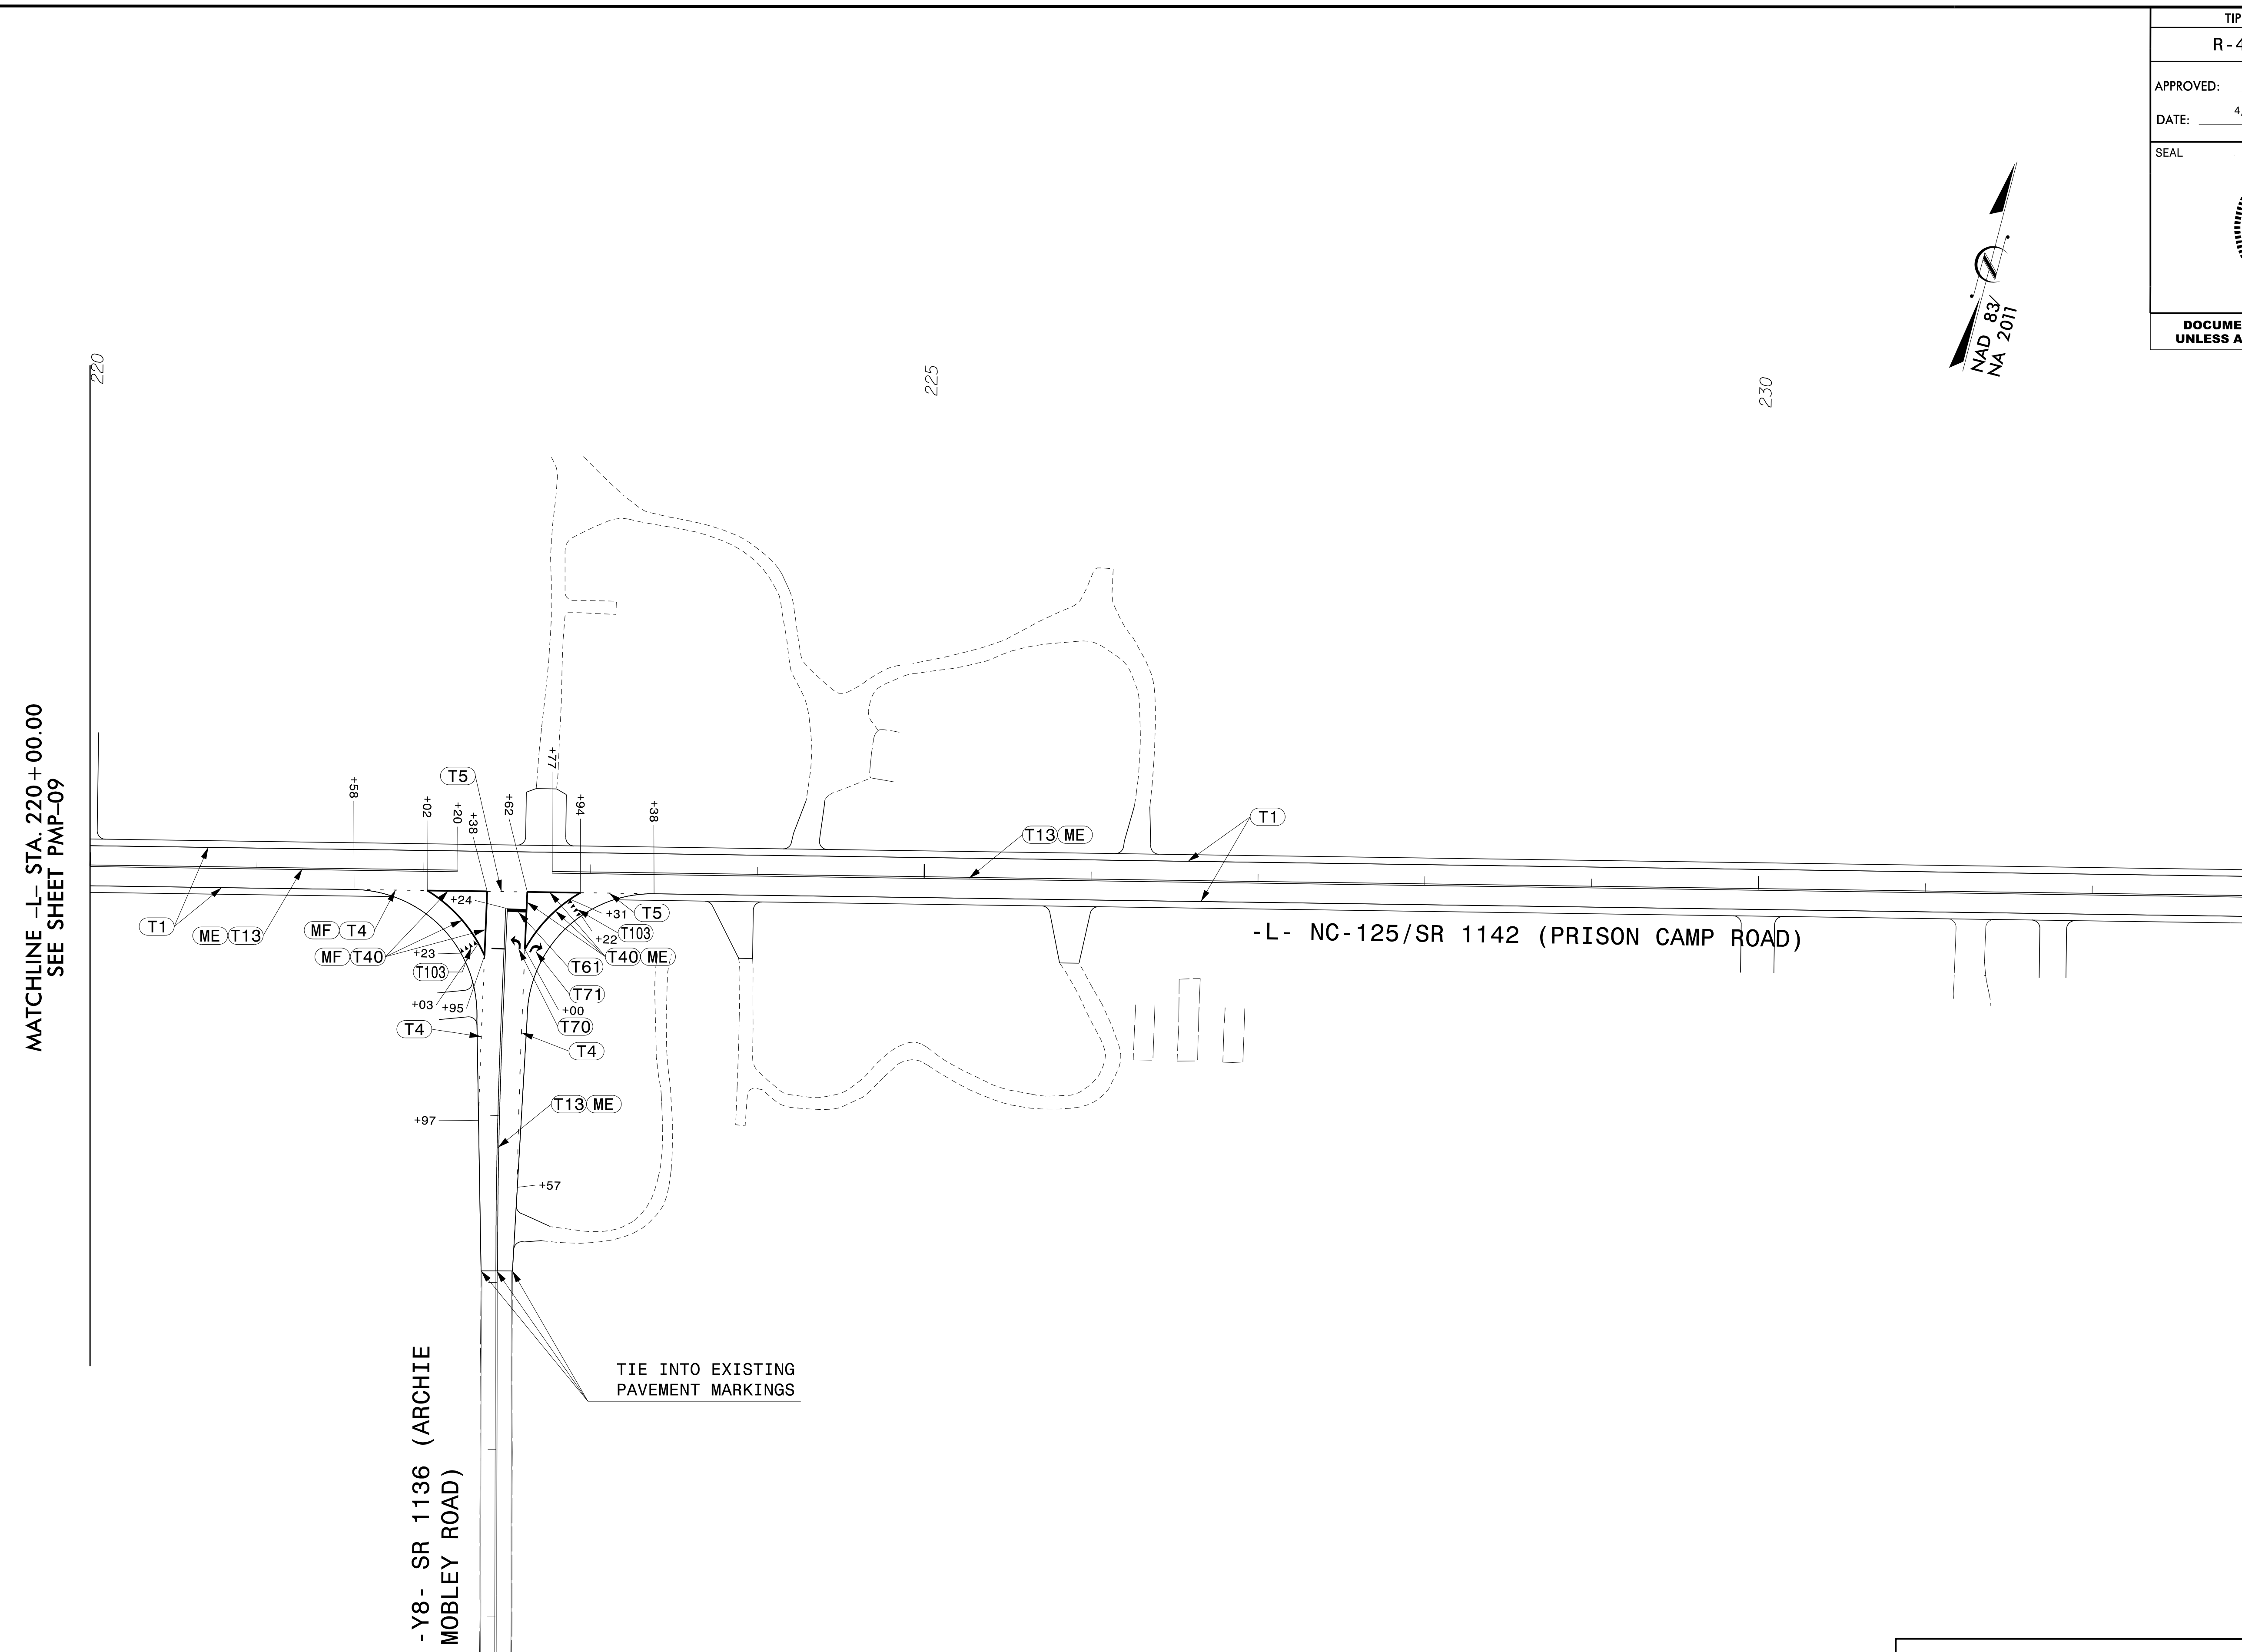 TIP
R-4
APPROVED:
DATE: 4
SEAL
DOCUME
UNLESS A
NAD 83/
NA 2011
220
225
230
MATCHLINE -L- STA. 220+00.00
SEE SHEET PMP-09
+58
+02
+20
+38
T5
+62
+77
+94
+38
T1
T13 ME
T1
ME T13
MF T4
MF T40
+24
+31
T5
+22
T103
T40 ME
+23
T103
T61
+03
+95
T71
+00
T70
T4
T4
-L- NC-125/SR 1142 (PRISON CAMP ROAD)
T13 ME
+97
+57
TIE INTO EXISTING
PAVEMENT MARKINGS
-Y8- SR 1136 (ARCHIE
MOBLEY ROAD)